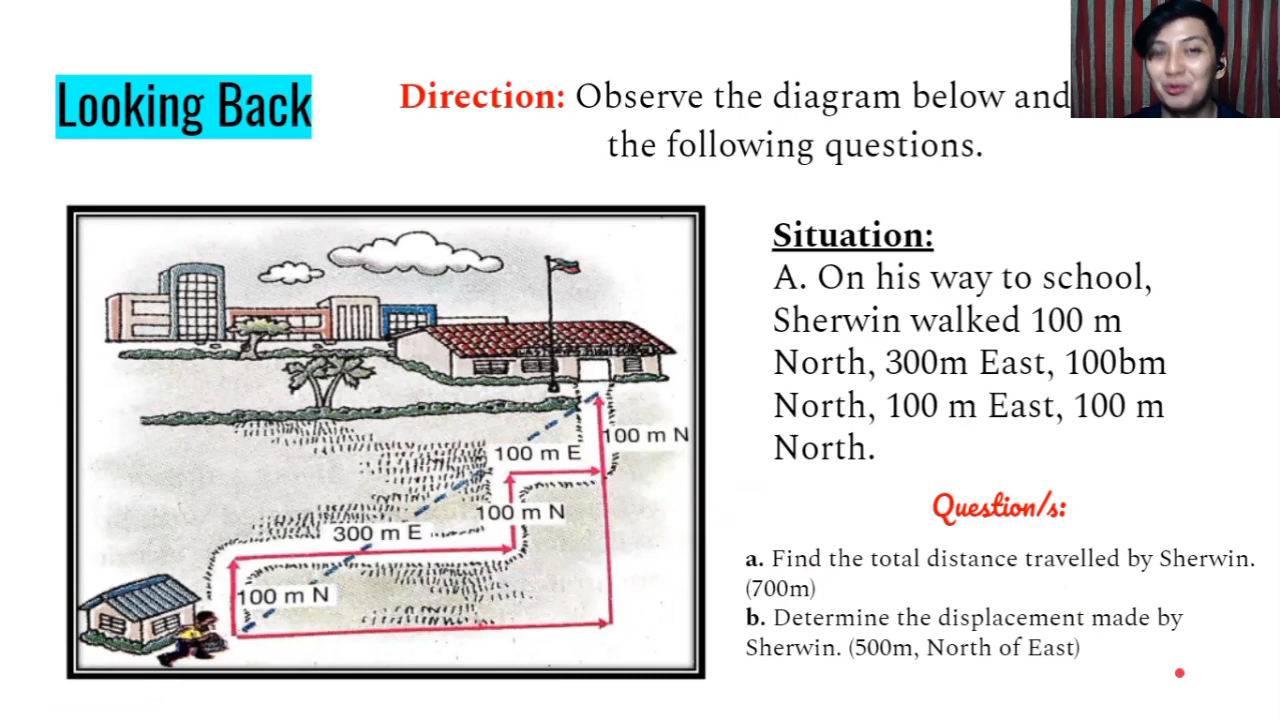 Looking Back
Direction: Observe the diagram below and
the following questions.
Situation:
A. On his way to school,
Sherwin walked 100 m
North, 300m East, 100bm
North, 100 m East, 100 m
North.
100 m N
100 m E
100 m N
300 m E
100 m N
Question/s:
a. Find the total distance travelled by Sherwin.
(700m)
b. Determine the displacement made by
Sherwin. (500m, North of East)